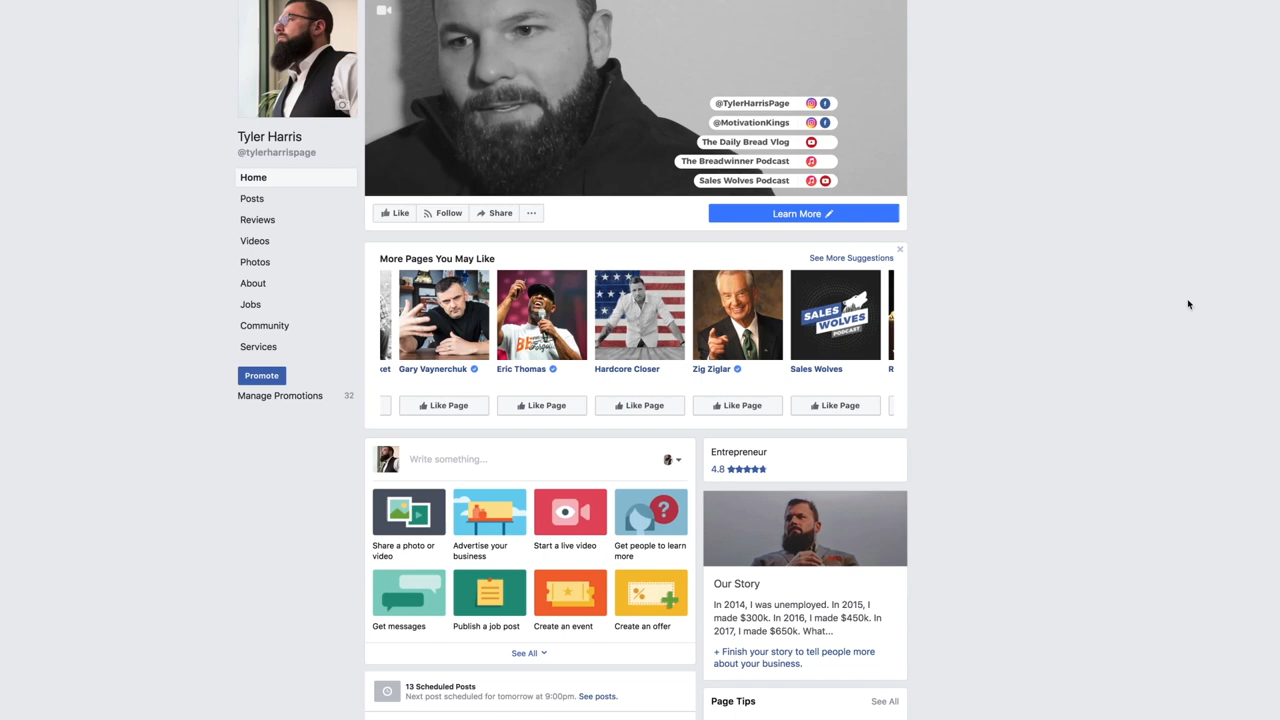 @TylerHarrisPage
@MotivationKings
The Daily Bread Vlog
The Breadwinner Podcast
Sales Wolves Podcast
Tyler Harris
@tylerharrispage
Home
Posts
Reviews
Videos
Photos
About
Jobs
Community
Services
Promote
Manage Promotions 32
Like Follow Share ...
Learn More
More Pages You May Like
See More Suggestions
SALES
WOLVES
PODCAST
ket Gary Vaynerchuk Eric Thomas Hardcore Closer Zig Ziglar Sales Wolves R
Like Page Like Page Like Page Like Page Like Page
Write something...
Share a photo or
video
Advertise your
business
Start a live video
Get people to learn
more
Get messages
Publish a job post
Create an event
Create an offer
See All
13 Scheduled Posts
Next post scheduled for tomorrow at 9:00pm. See posts.
Entrepreneur
4.8
Our Story
In 2014, I was unemployed. In 2015, I
made $300k. In 2016, I made $450k. In
2017, I made $650k. What...
+ Finish your story to tell people more
about your business.
Page Tips See All